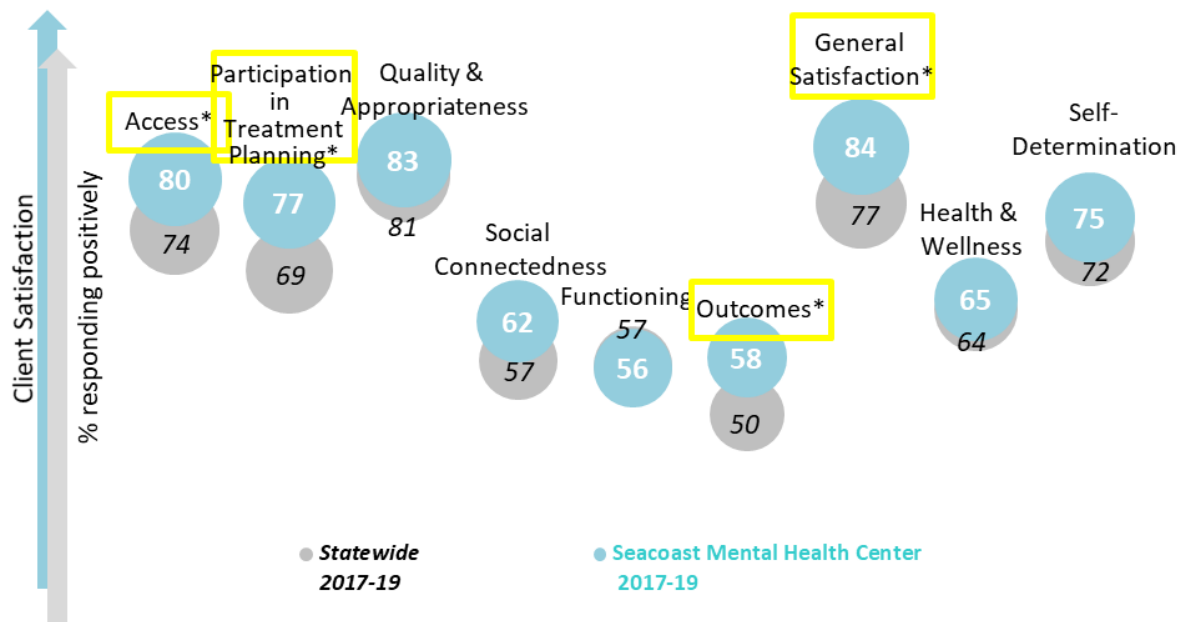 Client Satisfaction
% responding positively
Access*
80
74
Participation
in
Treatment
Planning*
77
69
Quality &
Appropriateness
83
81
Social
Connectedness
62
57
Functioning
57
56
Outcomes*
58
50
General
Satisfaction*
84
77
Health &
Wellness
65
64
Self-
Determination
75
72
Statewide
2017-19
Seacoast Mental Health Center
2017-19